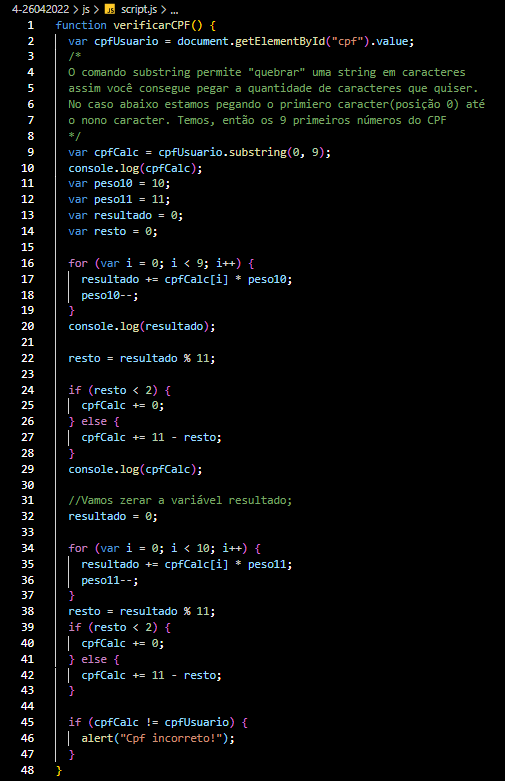 4-26042022 > js > script.js > ...
1 function verificarCPF() {
2 var cpfUsuario = document.getElementById("cpf").value;
3 /*
4 O comando substring permite "quebrar" uma string em caracteres
5 assim você consegue pegar a quantidade de caracteres que quiser.
6 No caso abaixo estamos pegando o primiero caracter(posição 0) até
7 o nono caracter. Temos, então os 9 primeiros números do CPF
8 */
9 var cpfCalc = cpfUsuario.substring(0, 9);
10 console.log(cpfCalc);
11 var peso10 = 10;
12 var peso11 = 11;
13 var resultado = 0;
14 var resto = 0;
15
16 for (var i = 0; i < 9; i++) {
17 resultado += cpfCalc[i] * peso10;
18 peso10--;
19 }
20 console.log(resultado);
21
22 resto = resultado % 11;
23
24 if (resto < 2) {
25 cpfCalc += 0;
26 } else {
27 cpfCalc += 11 - resto;
28 }
29 console.log(cpfCalc);
30
31 //Vamos zerar a variável resultado;
32 resultado = 0;
33
34 for (var i = 0; i < 10; i++) {
35 resultado += cpfCalc[i] * peso11;
36 peso11--;
37 }
38 resto = resultado % 11;
39 if (resto < 2) {
40 cpfCalc += 0;
41 } else {
42 cpfCalc += 11 - resto;
43 }
44
45 if (cpfCalc != cpfUsuario) {
46 alert("Cpf incorreto!");
47 }
48 }